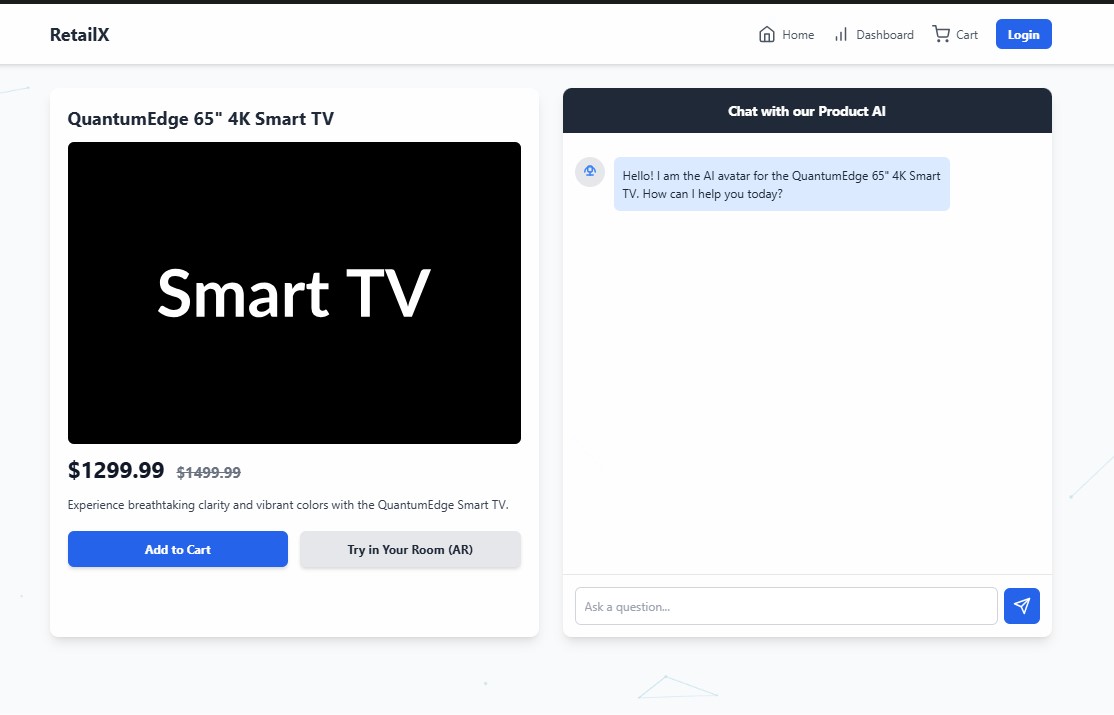 RetailX
Home
Dashboard
Cart
Login
QuantumEdge 65" 4K Smart TV
Smart TV
$1299.99 $1499.99
Experience breathtaking clarity and vibrant colors with the QuantumEdge Smart TV.
Add to Cart
Try in Your Room (AR)
Chat with our Product AI
Hello! I am the AI avatar for the QuantumEdge 65" 4K Smart
TV. How can I help you today?
Ask a question...